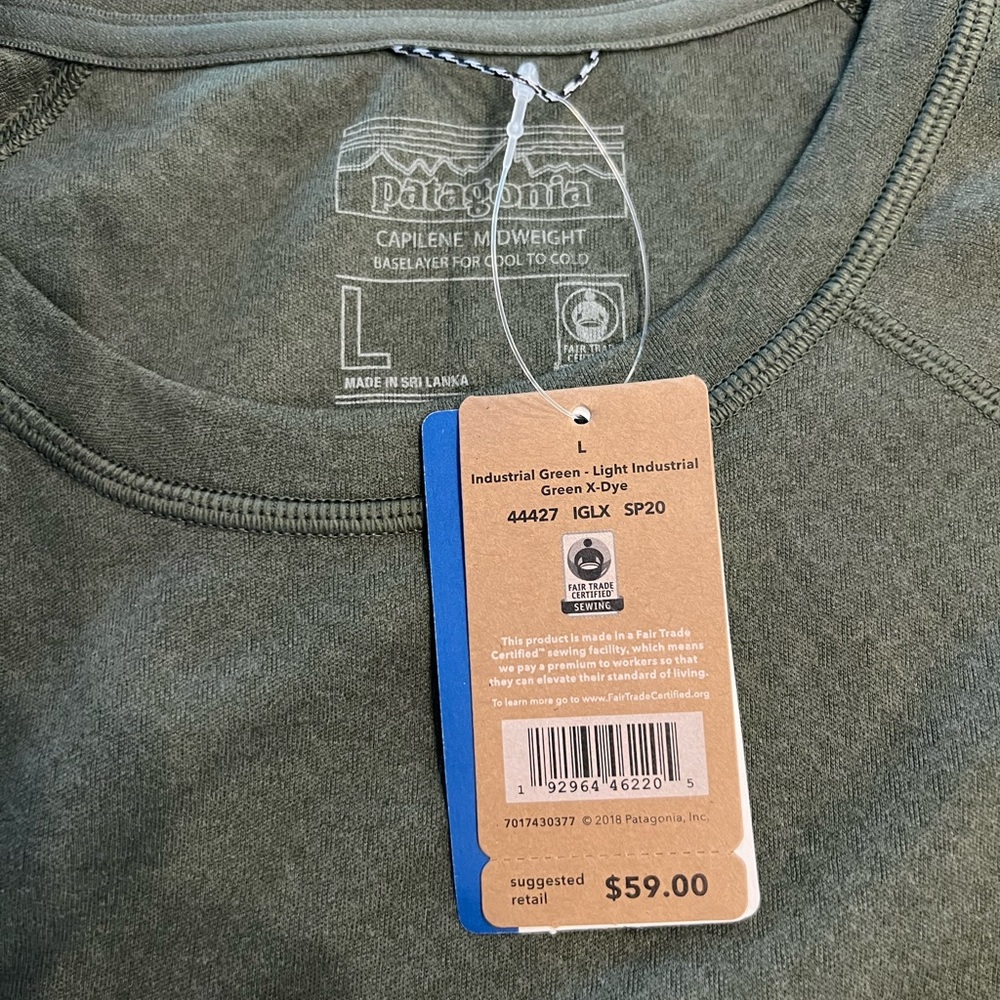 patagonia
CAPILENE MIDWEIGHT
BASELAYER FOR COOL TO COLD
L
FAIR TRADE
MADE IN SRI LANKA
L
Industrial Green - Light Industrial
Green X-Dye
44427 IGLX SP20
FAIR TRADE
CERTIFIED™
SEWING
This product is made in a Fair Trade
Certified™ sewing facility, which means
we pay a premium to workers so that
they can elevate their standard of living.
To learn more go to www.FairTradeCertified.org
1 92964 46220 5
7017430377 © 2018 Patagonia, Inc.
suggested
retail
$59.00